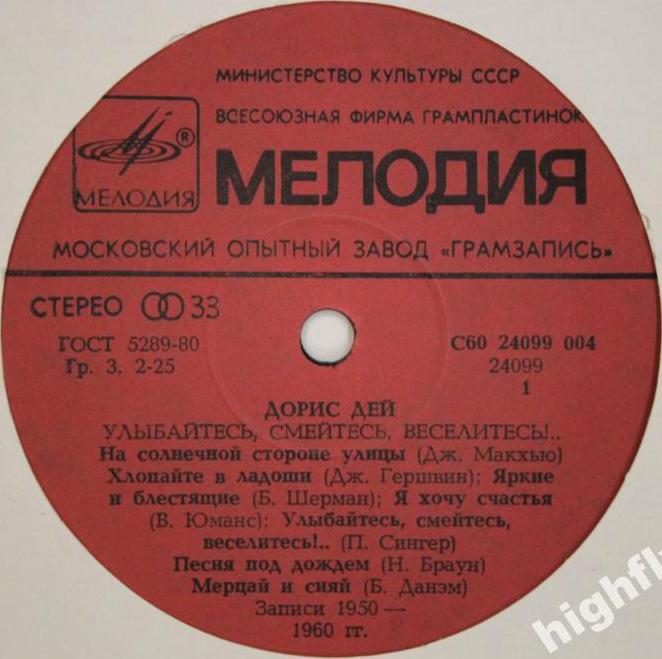 МИНИСТЕРСТВО КУЛЬТУРЫ СССР
ВСЕСОЮЗНАЯ ФИРМА ГРАМПЛАСТИНОК
®
МЕЛОДИЯ
МЕЛОДИЯ
МОСКОВСКИЙ ОПЫТНЫЙ ЗАВОД «ГРАМЗАПИСЬ»
СТЕРЕО 33
ГОСТ 5289-80
Гр. 3. 2-25
С60 24099 004
24099
1
ДОРИС ДЕЙ
УЛЫБАЙТЕСЬ, СМЕЙТЕСЬ, ВЕСЕЛИТЕСЬ!..
На солнечной стороне улицы (Дж. Макхью)
Хлопайте в ладоши (Дж. Гершвин); Яркие
и блестящие (Б. Шерман); Я хочу счастья
(В. Юманс); Улыбайтесь, смейтесь,
веселитесь!.. (П. Сингер)
Песня под дождем (Н. Браун)
Мерцай и сияй (Б. Данэм)
Записи 1950—
1960 гг.